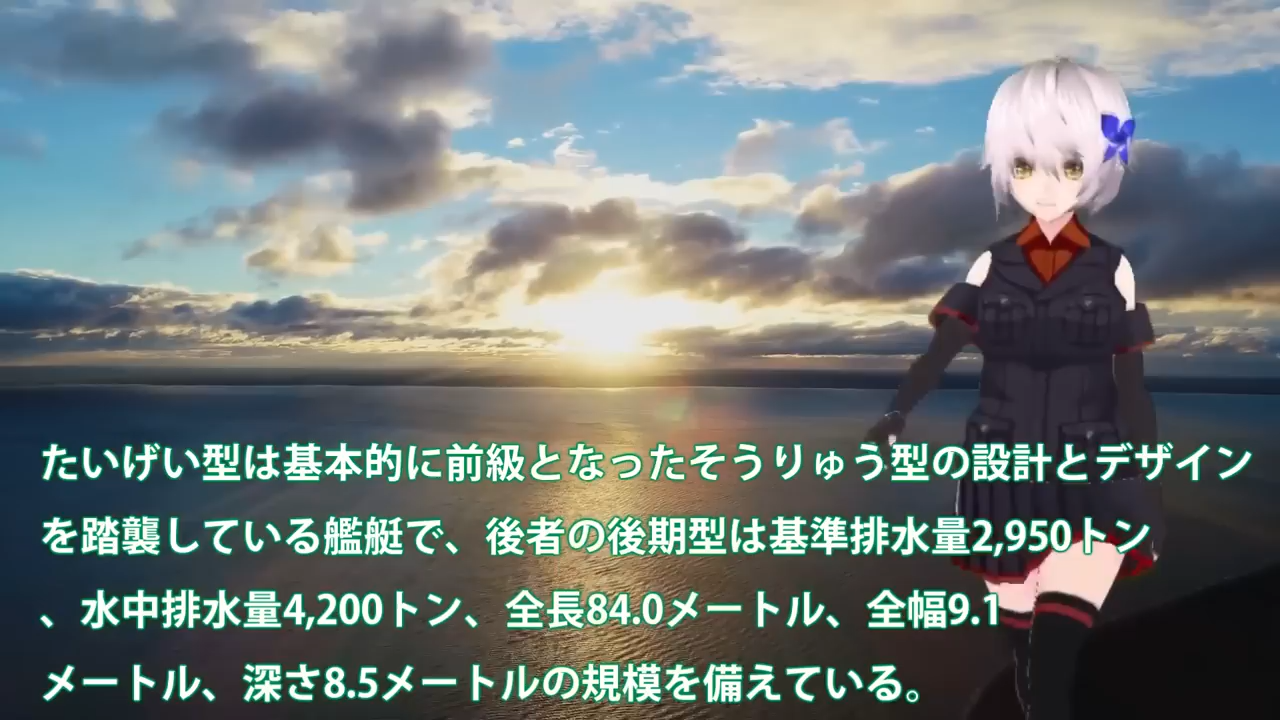 たいげい型は基本的に前級となったそうりゅう型の設計とデザイン
を踏襲している艦艇で、後者の後期型は基準排水量2,950トン
、水中排水量4,200トン、全長84.0メートル、全幅9.1
メートル、深さ8.5メートルの規模を備えている。